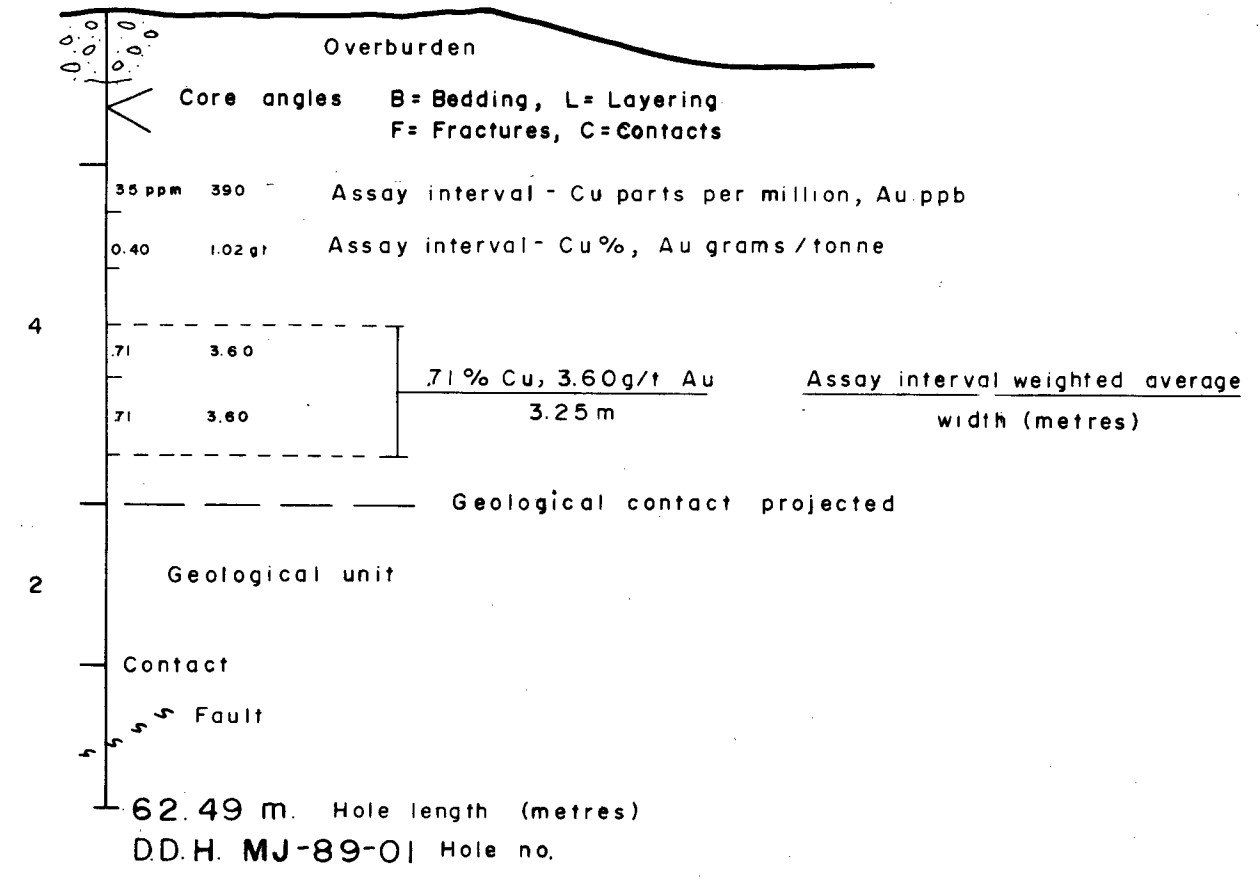 Overburden
Core angles B = Bedding, L = Layering
F = Fractures, C = Contacts
35 ppm 390 Assay interval - Cu parts per million, Au ppb
0.40 1.02 gt Assay interval - Cu %, Au grams / tonne
4
.71 3.60
.71 % Cu, 3.60 g/t Au Assay interval weighted average
3.25 m width (metres)
.71 3.60
Geological contact projected
2 Geological unit
Contact
Fault
62.49 m. Hole length (metres)
D.D.H. MJ-89-01 Hole no.